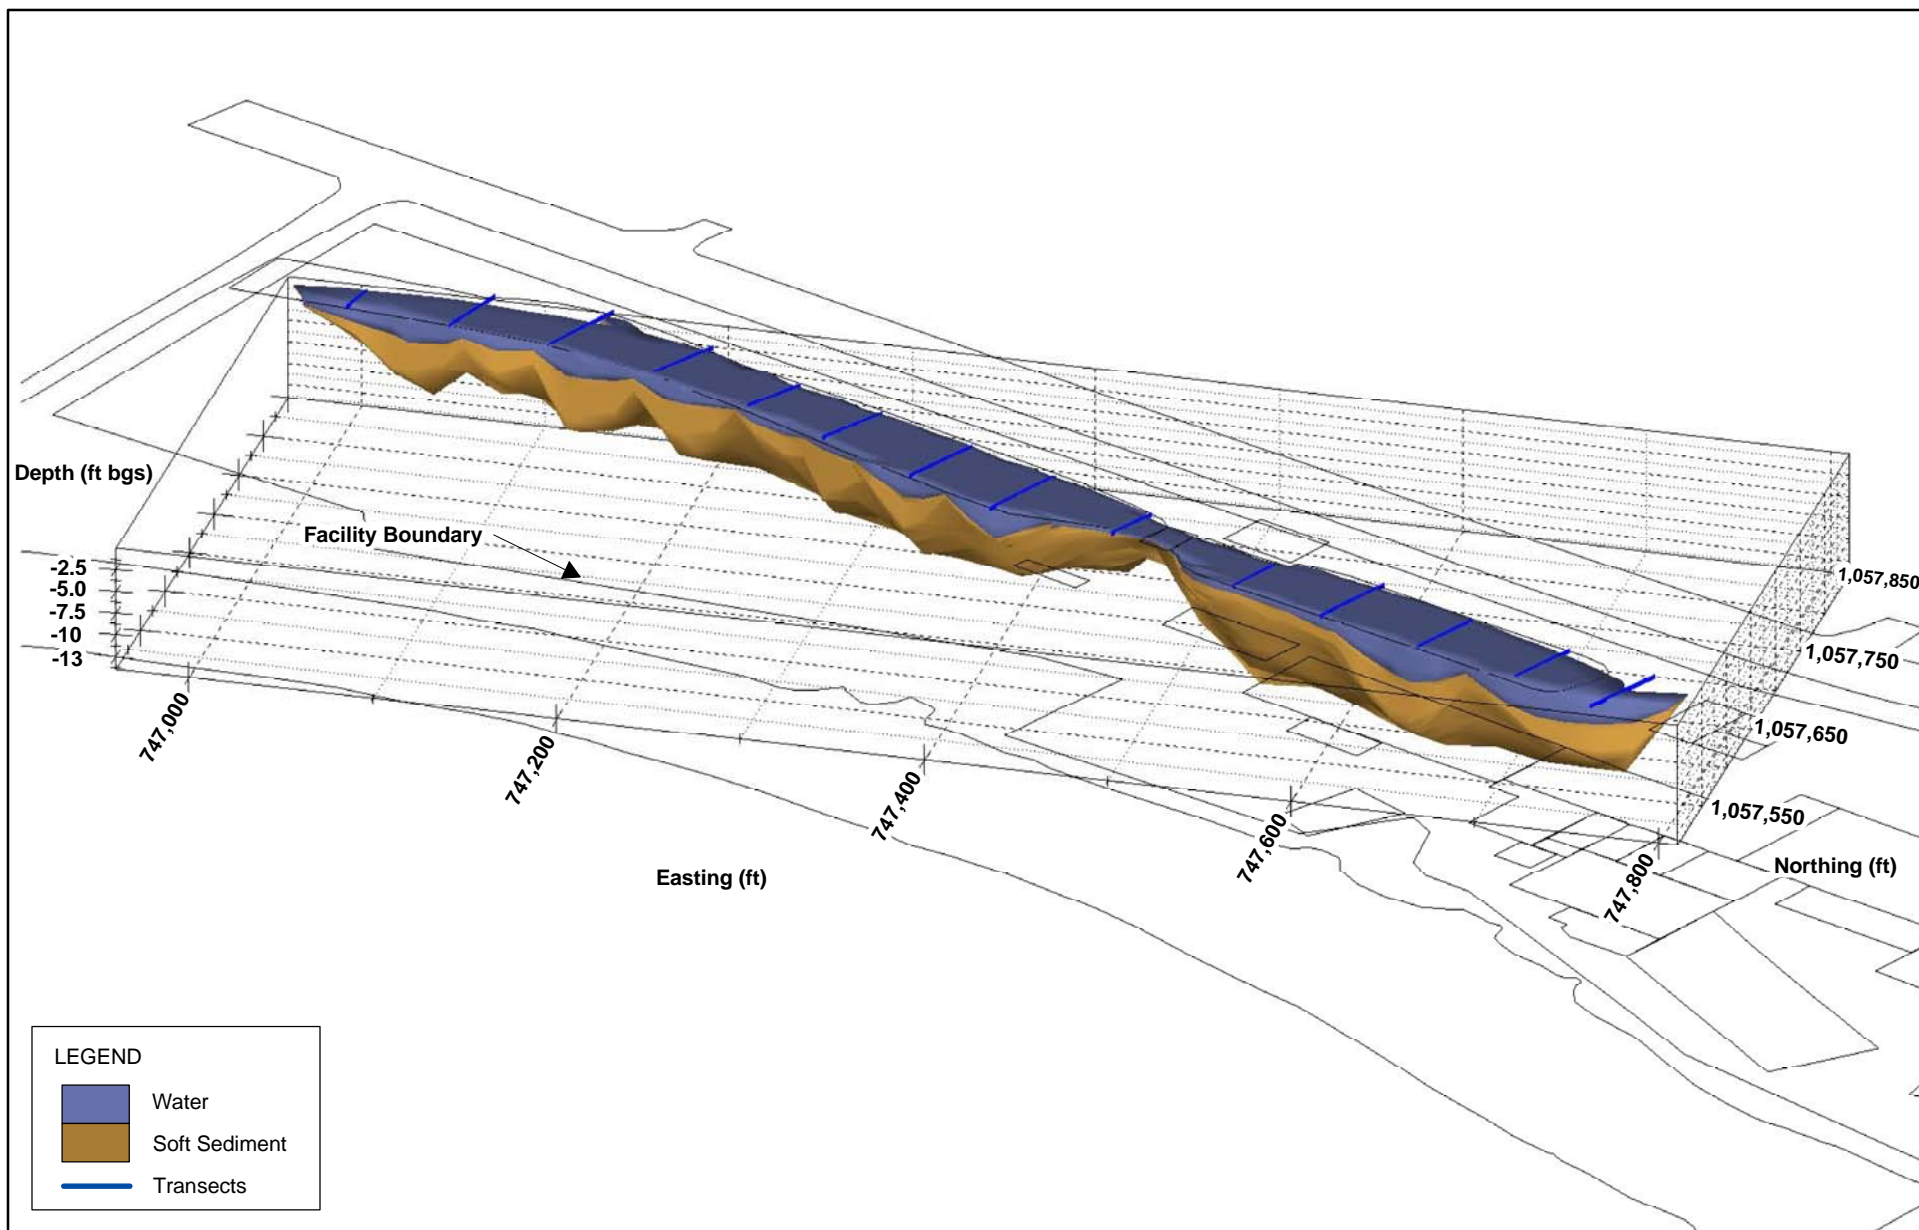 Depth (ft bgs)
Facility Boundary
-2.5
-5.0
-7.5
-10
-13
747,000
747,200
747,400
747,600
747,800
1,057,850
1,057,750
1,057,650
1,057,550
Easting (ft)
Northing (ft)
LEGEND
Water
Soft Sediment
Transects